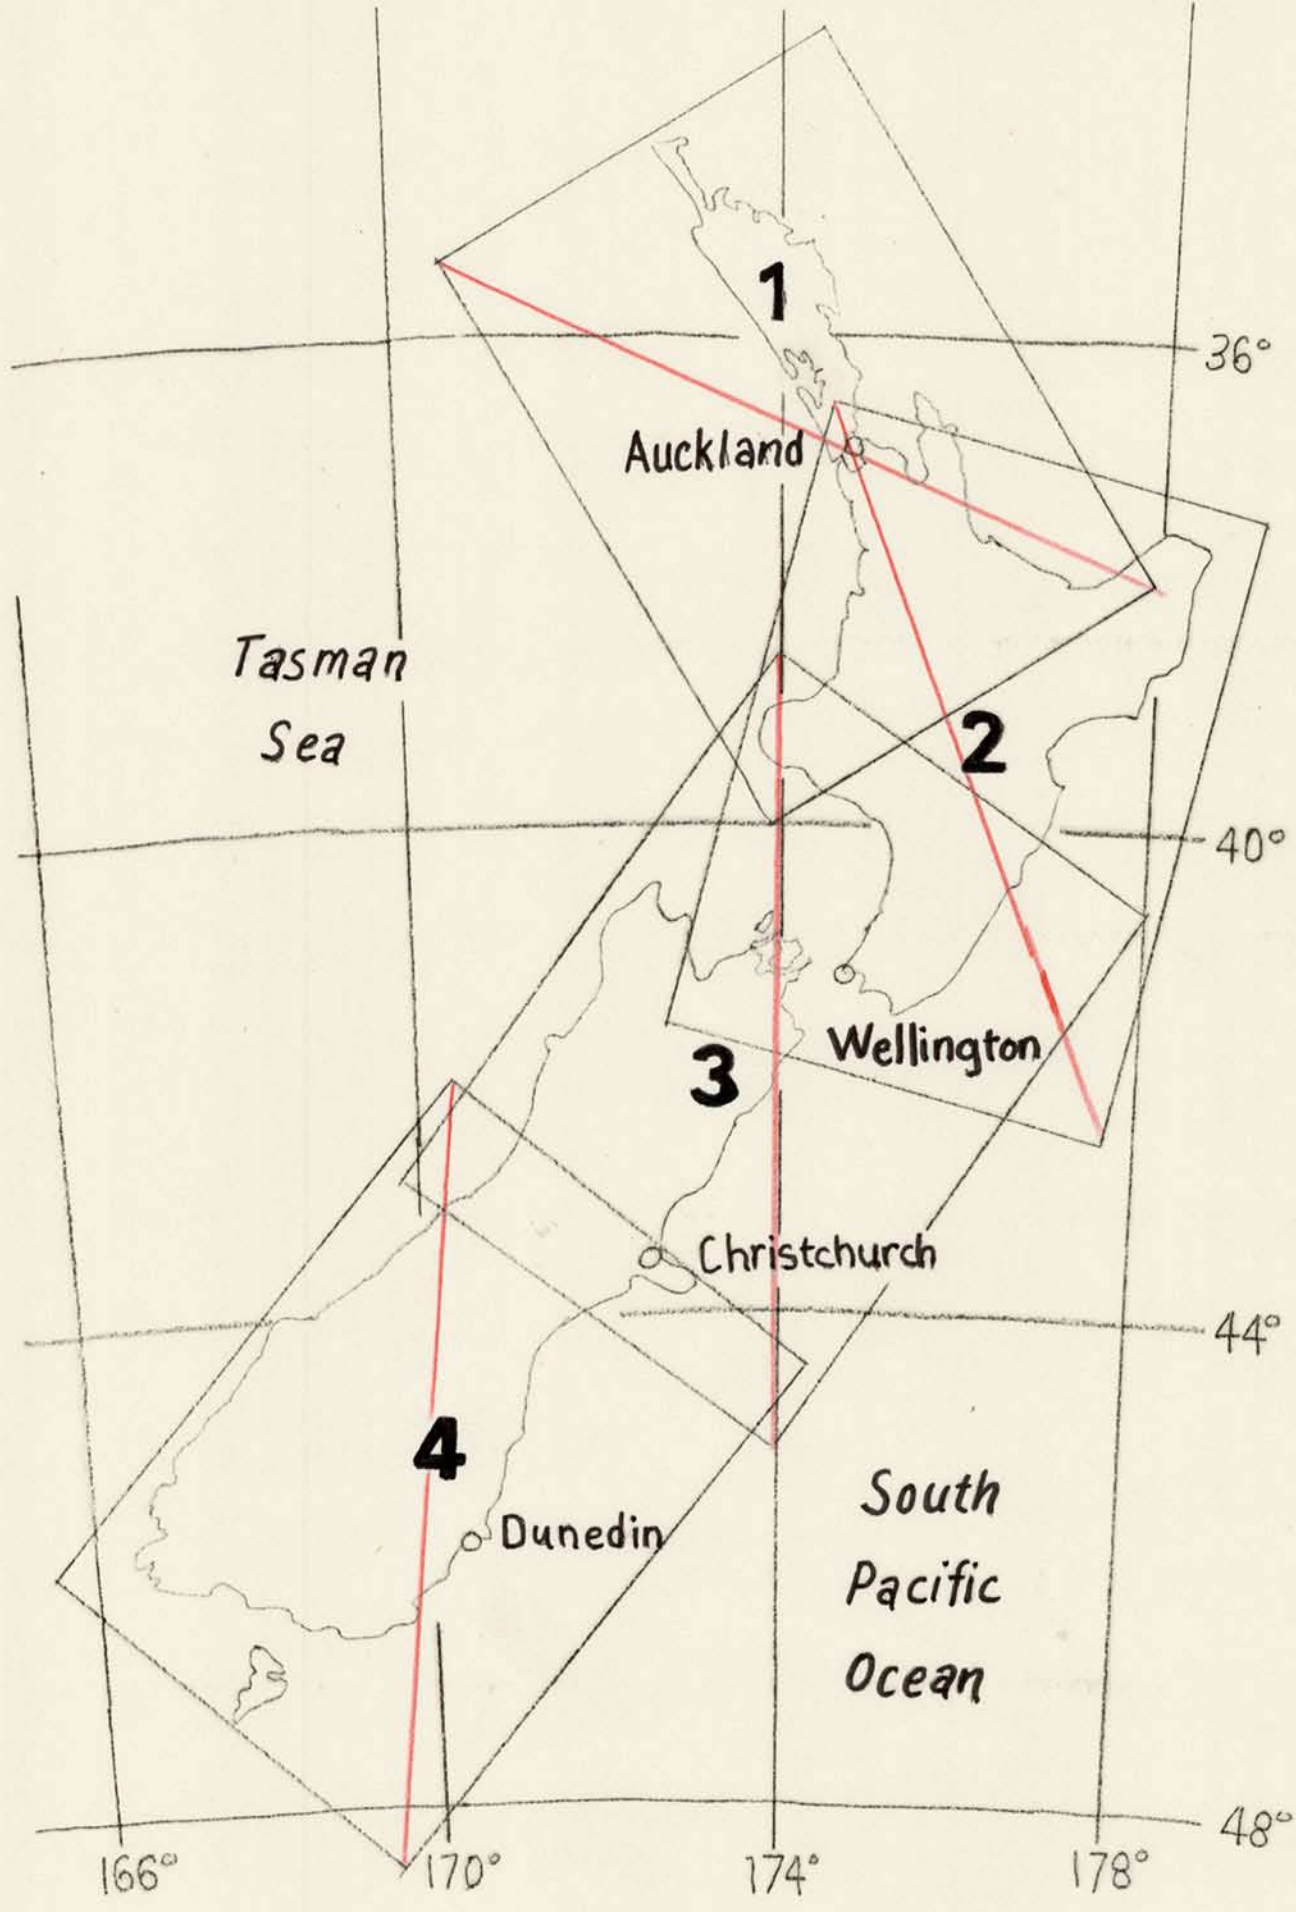 1
36°
Auckland
Tasman
Sea
2
40°
Wellington
3
Christchurch
44°
4
South
Pacific
Ocean
Dunedin
48°
166°
170°
174°
178°